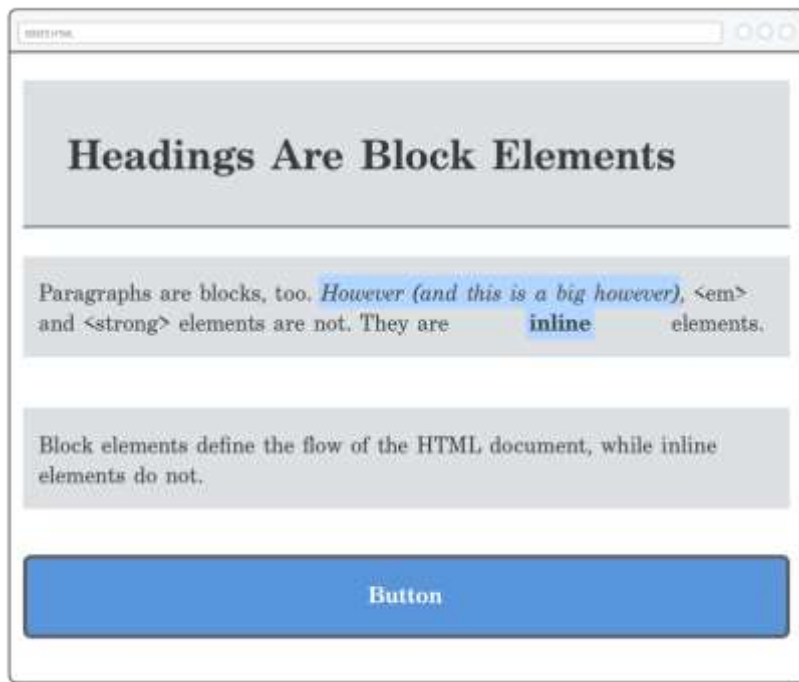 Headings Are Block Elements
Paragraphs are blocks, too. However (and this is a big however), <em>
and <strong> elements are not. They are inline elements.
Block elements define the flow of the HTML document, while inline
elements do not.
Button